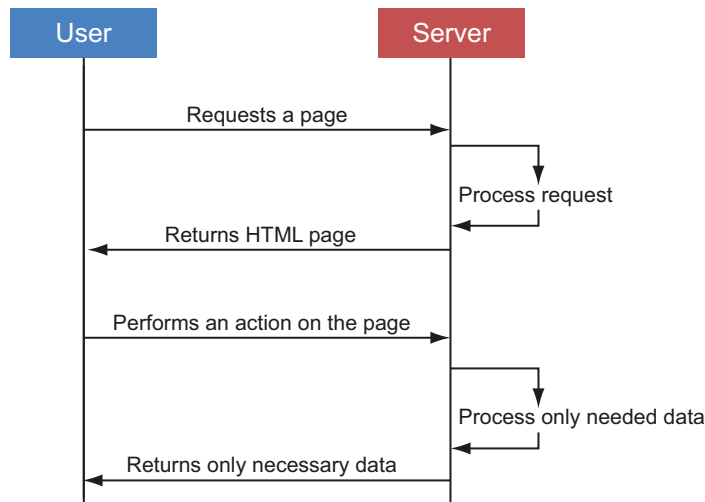 User
Server
Requests a page
Process request
Returns HTML page
Performs an action on the page
Process only needed data
Returns only necessary data